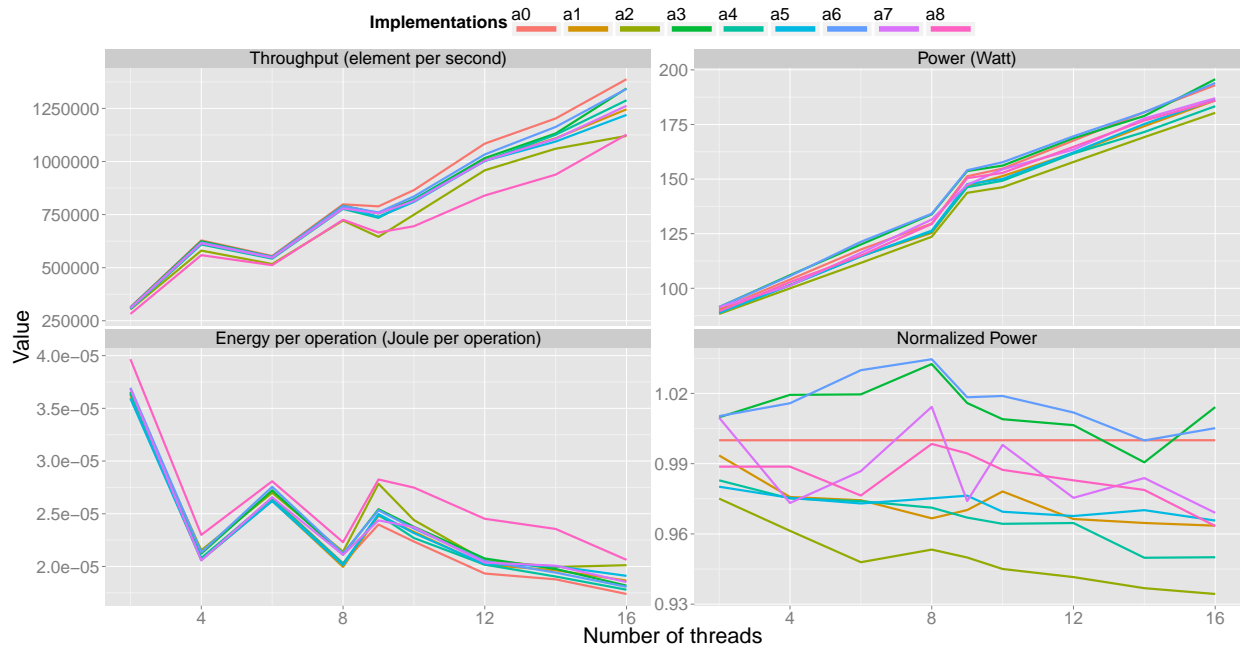 Implementations a0 a1 a2 a3 a4 a5 a6 a7 a8
Throughput (element per second)
1250000
1000000
750000
500000
250000
Power (Watt)
200
175
150
125
100
Value
Energy per operation (Joule per operation)
4.0e−05
3.5e−05
3.0e−05
2.5e−05
2.0e−05
4 8 12 16
Normalized Power
1.02
0.99
0.96
0.93
4 8 12 16
Number of threads